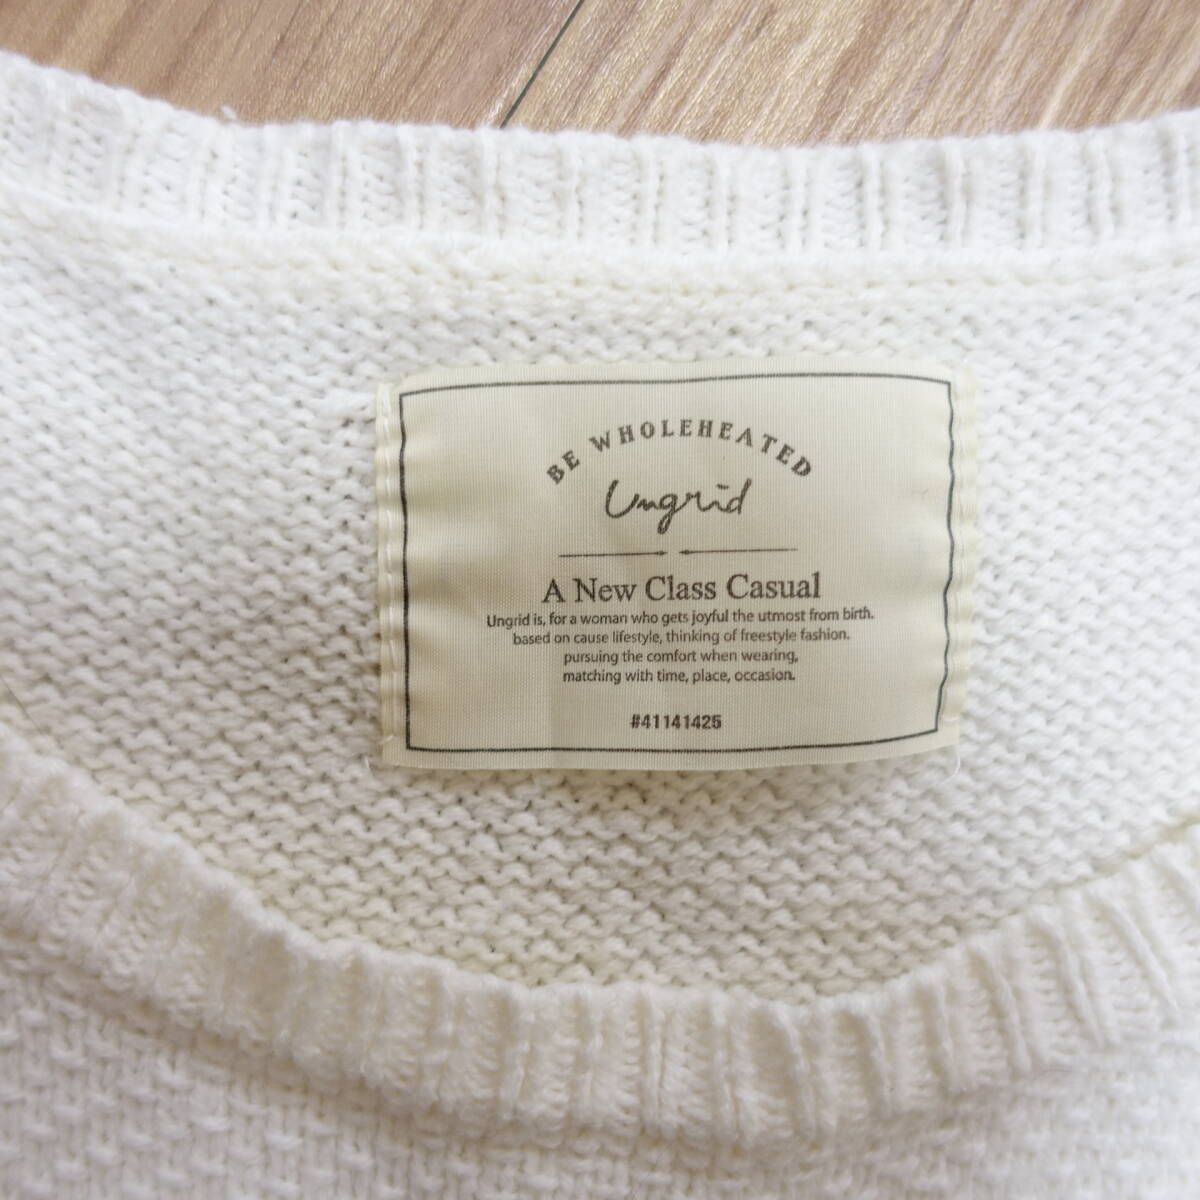 BE WHOLEHEATED
Ungrid
A New Class Casual
Ungrid is, for a woman who gets joyful the utmost from birth.
based on cause lifestyle, thinking of freestyle fashion.
pursuing the comfort when wearing,
matching with time, place, occasion.
#41141425